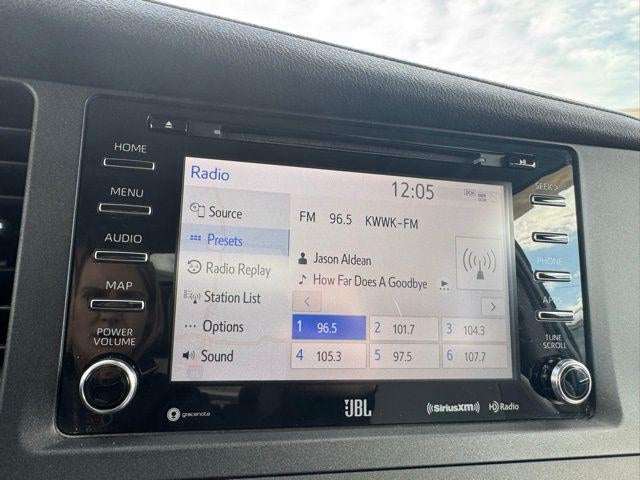 HOME
MENU
AUDIO
MAP
POWER
VOLUME
Radio
12:05
Source
Presets
Radio Replay
Station List
Options
Sound
FM 96.5 KWWK-FM
Jason Aldean
How Far Does A Goodbye
1 96.5 2 101.7 3 104.3
4 105.3 5 97.5 6 107.7
SEEK >
PHONE
APPS
TUNE
SCROLL
gracenote
JBL
((SiriusXM))
HD Radio